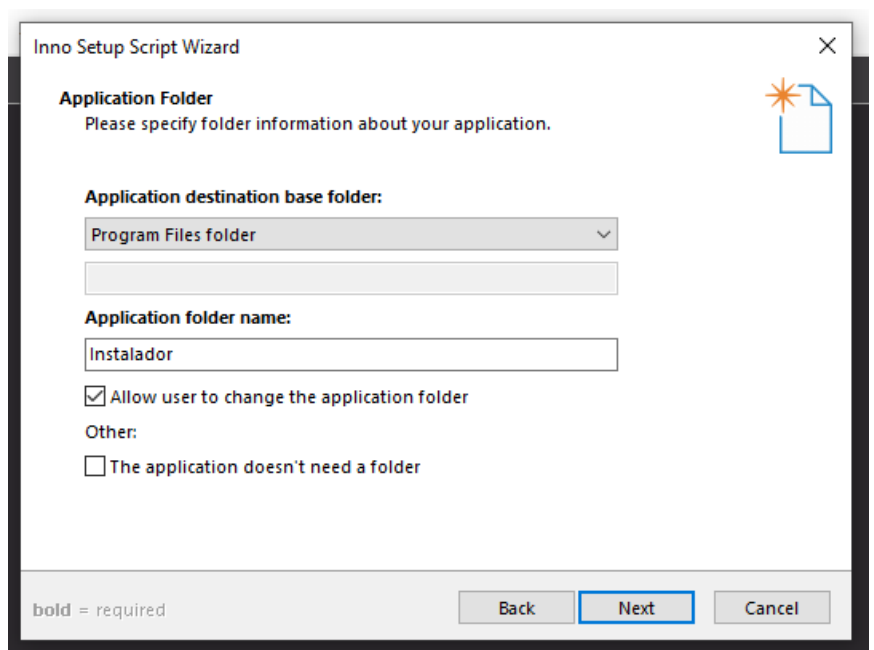 Inno Setup Script Wizard
Application Folder
Please specify folder information about your application.
Application destination base folder:
Program Files folder
Application folder name:
Instalador
Allow user to change the application folder
Other:
The application doesn't need a folder
bold = required
Back
Next
Cancel